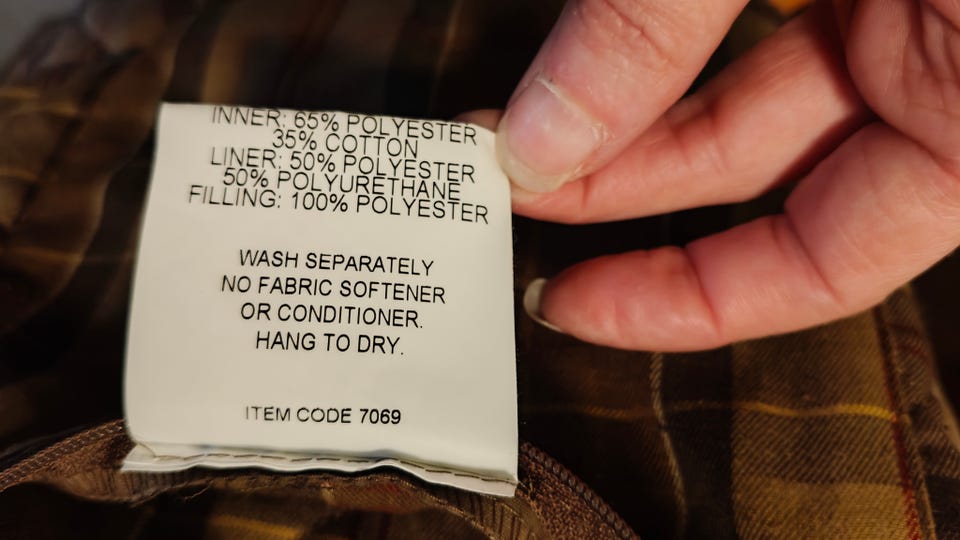 INNER: 65% POLYESTER
35% COTTON
LINER: 50% POLYESTER
50% POLYURETHANE
FILLING: 100% POLYESTER
WASH SEPARATELY
NO FABRIC SOFTENER
OR CONDITIONER.
HANG TO DRY.
ITEM CODE 7069